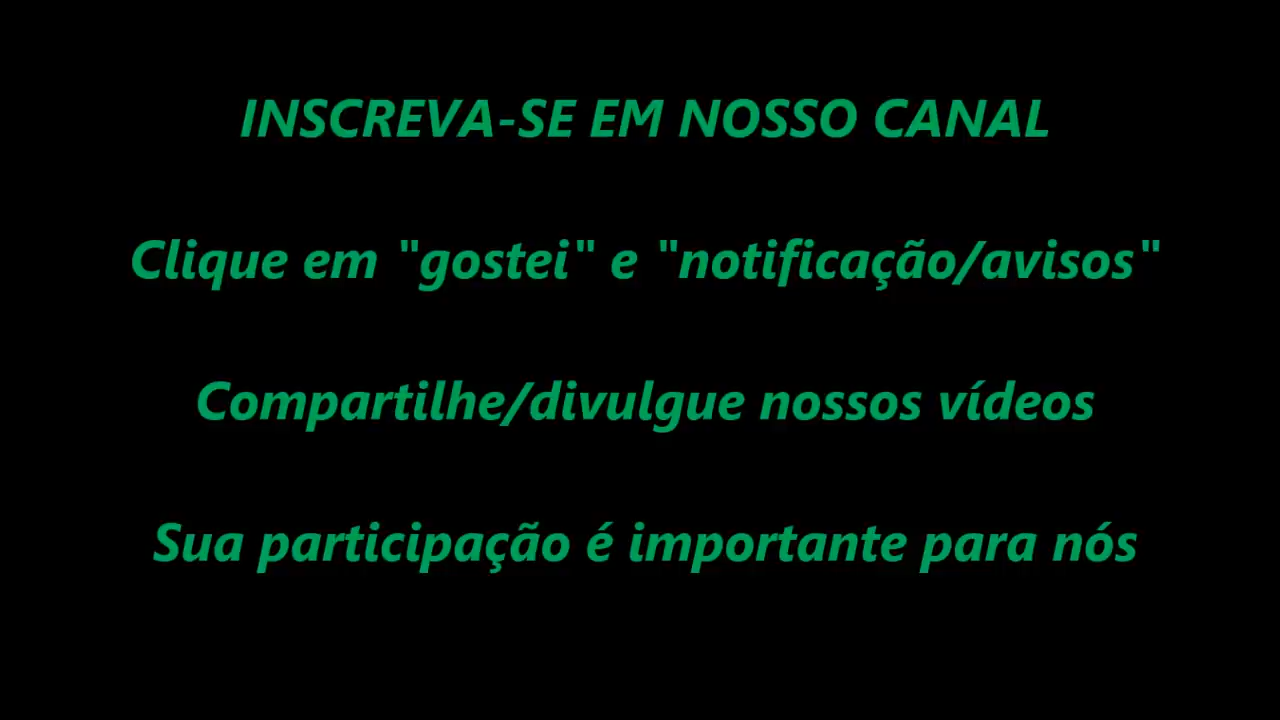 INSCREVA-SE EM NOSSO CANAL
Clique em "gostei" e "notificação/avisos"
Compartilhe/divulgue nossos vídeos
Sua participação é importante para nós